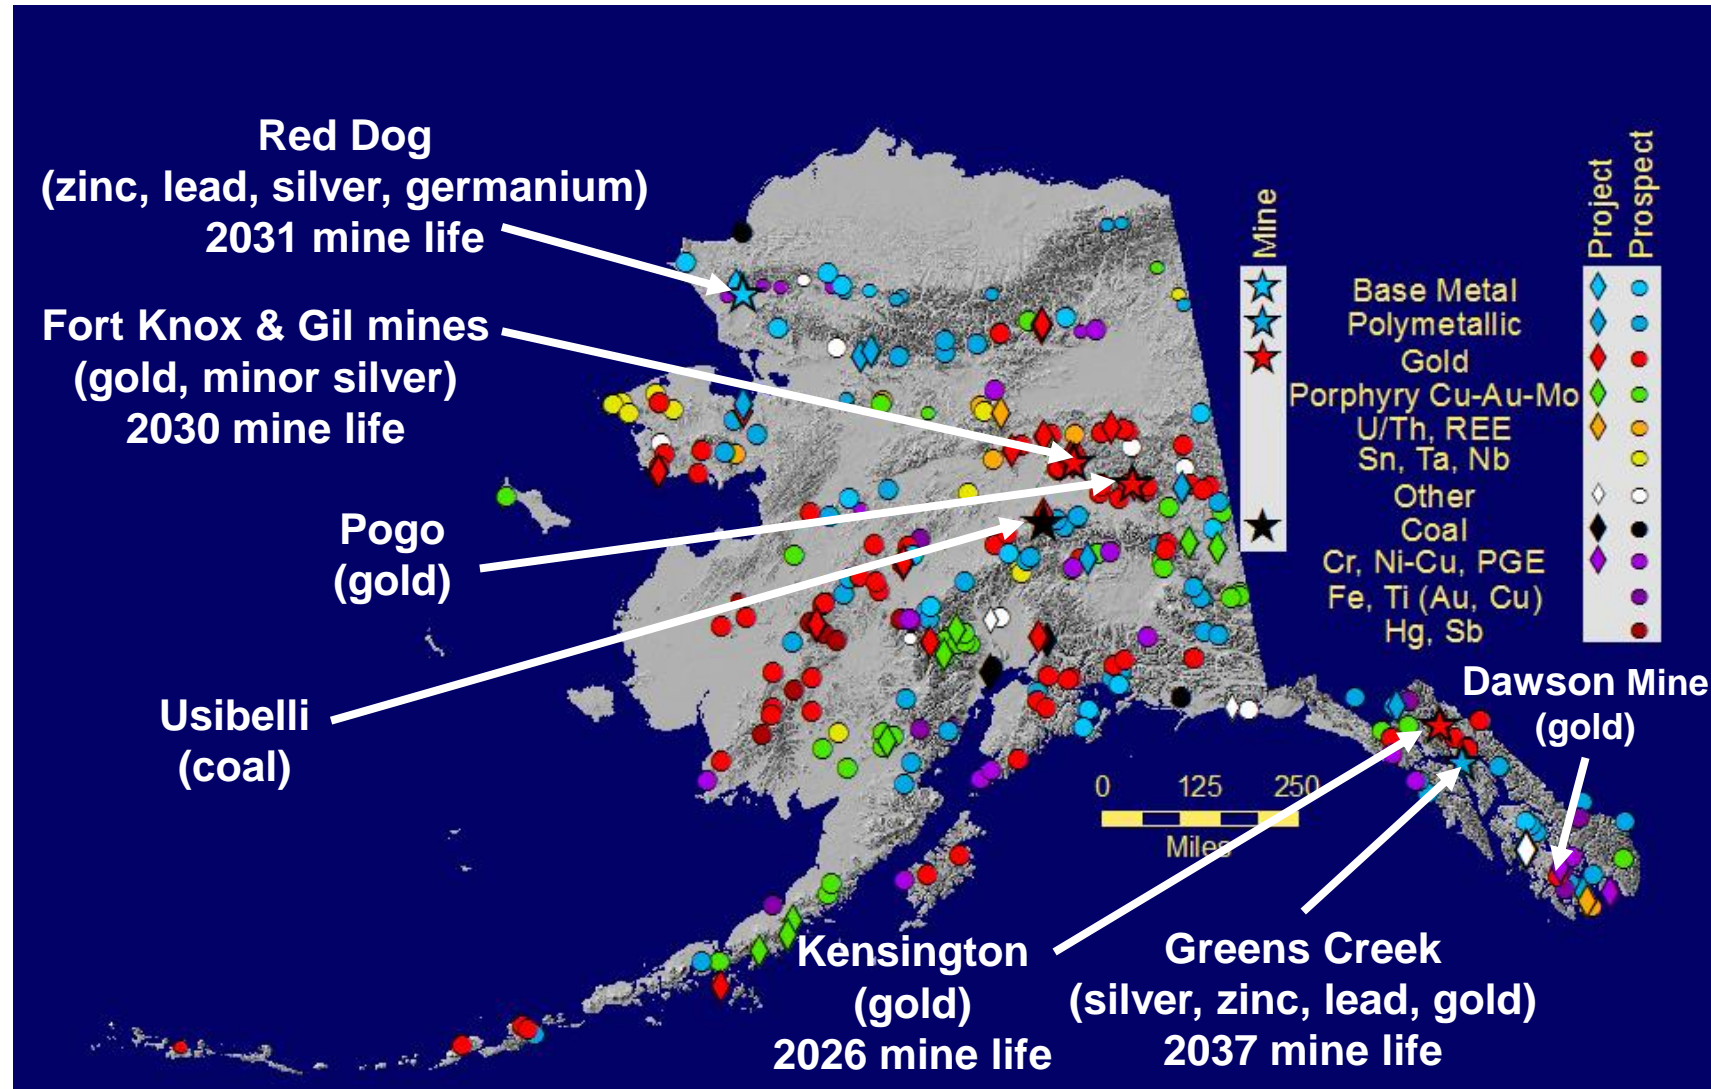 Red Dog
(zinc, lead, silver, germanium)
2031 mine life
Fort Knox & Gil mines
(gold, minor silver)
2030 mine life
Pogo
(gold)
Usibelli
(coal)
Mine
Project
Prospect
Base Metal
Polymetallic
Gold
Porphyry Cu-Au-Mo
U/Th, REE
Sn, Ta, Nb
Other
Coal
Cr, Ni-Cu, PGE
Fe, Ti (Au, Cu)
Hg, Sb
Dawson Mine
(gold)
0 125 250
Miles
Kensington
(gold)
2026 mine life
Greens Creek
(silver, zinc, lead, gold)
2037 mine life